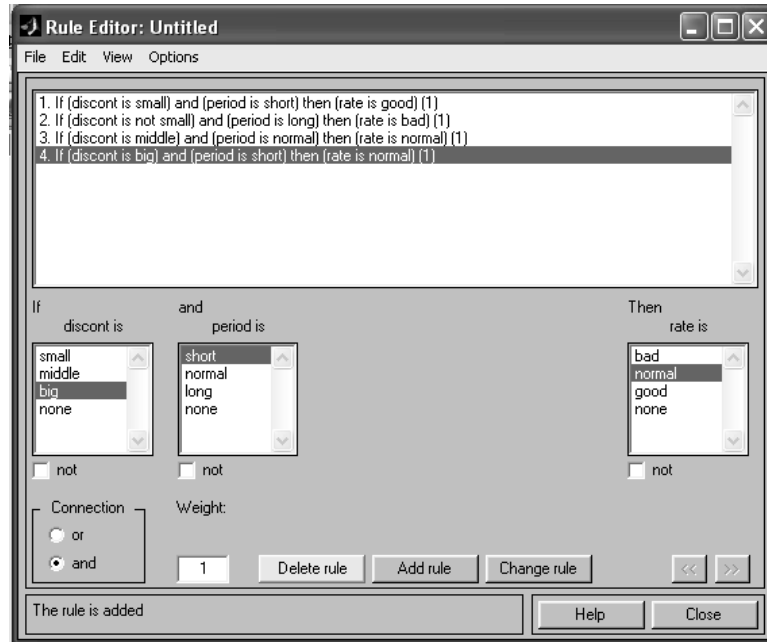 Rule Editor: Untitled
File Edit View Options
1. If (discont is small) and (period is short) then (rate is good) (1)
2. If (discont is not small) and (period is long) then (rate is bad) (1)
3. If (discont is middle) and (period is normal) then (rate is normal) (1)
4. If (discont is big) and (period is short) then (rate is normal) (1)
If and Then
discont is period is rate is
small short bad
middle normal normal
big long good
none none none
not not not
Connection Weight:
or
and 1 Delete rule Add rule Change rule << >>
The rule is added Help Close